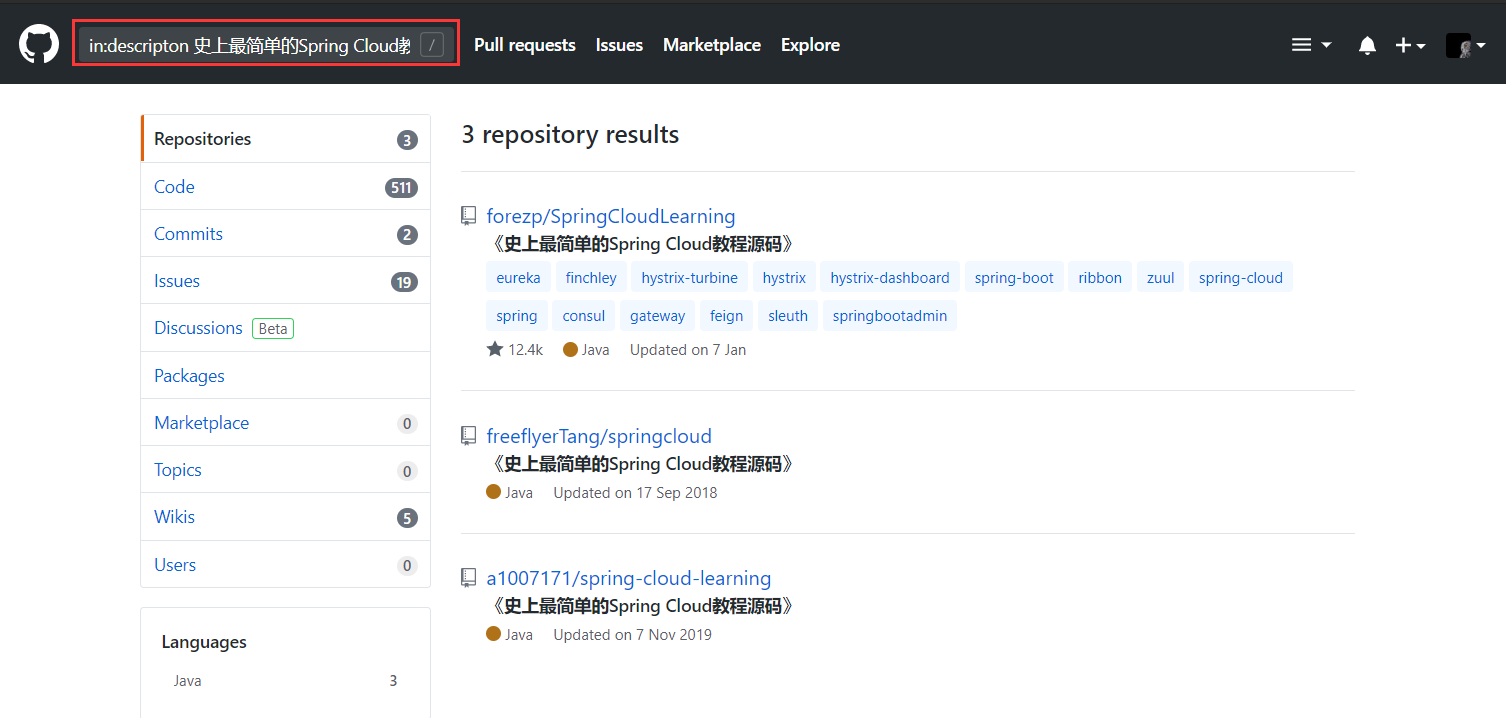 in:descripton 史上最简单的Spring Cloud教 /
Pull requests Issues Marketplace Explore
Repositories 3
Code 511
Commits 2
Issues 19
Discussions Beta
Packages
Marketplace 0
Topics 0
Wikis 5
Users 0
Languages
Java 3
3 repository results
forezp/SpringCloudLearning
《史上最简单的Spring Cloud教程源码》
eureka finchley hystrix-turbine hystrix hystrix-dashboard spring-boot ribbon zuul spring-cloud
spring consul gateway feign sleuth springbootadmin
12.4k Java Updated on 7 Jan
freeflyerTang/springcloud
《史上最简单的Spring Cloud教程源码》
Java Updated on 17 Sep 2018
a1007171/spring-cloud-learning
《史上最简单的Spring Cloud教程源码》
Java Updated on 7 Nov 2019